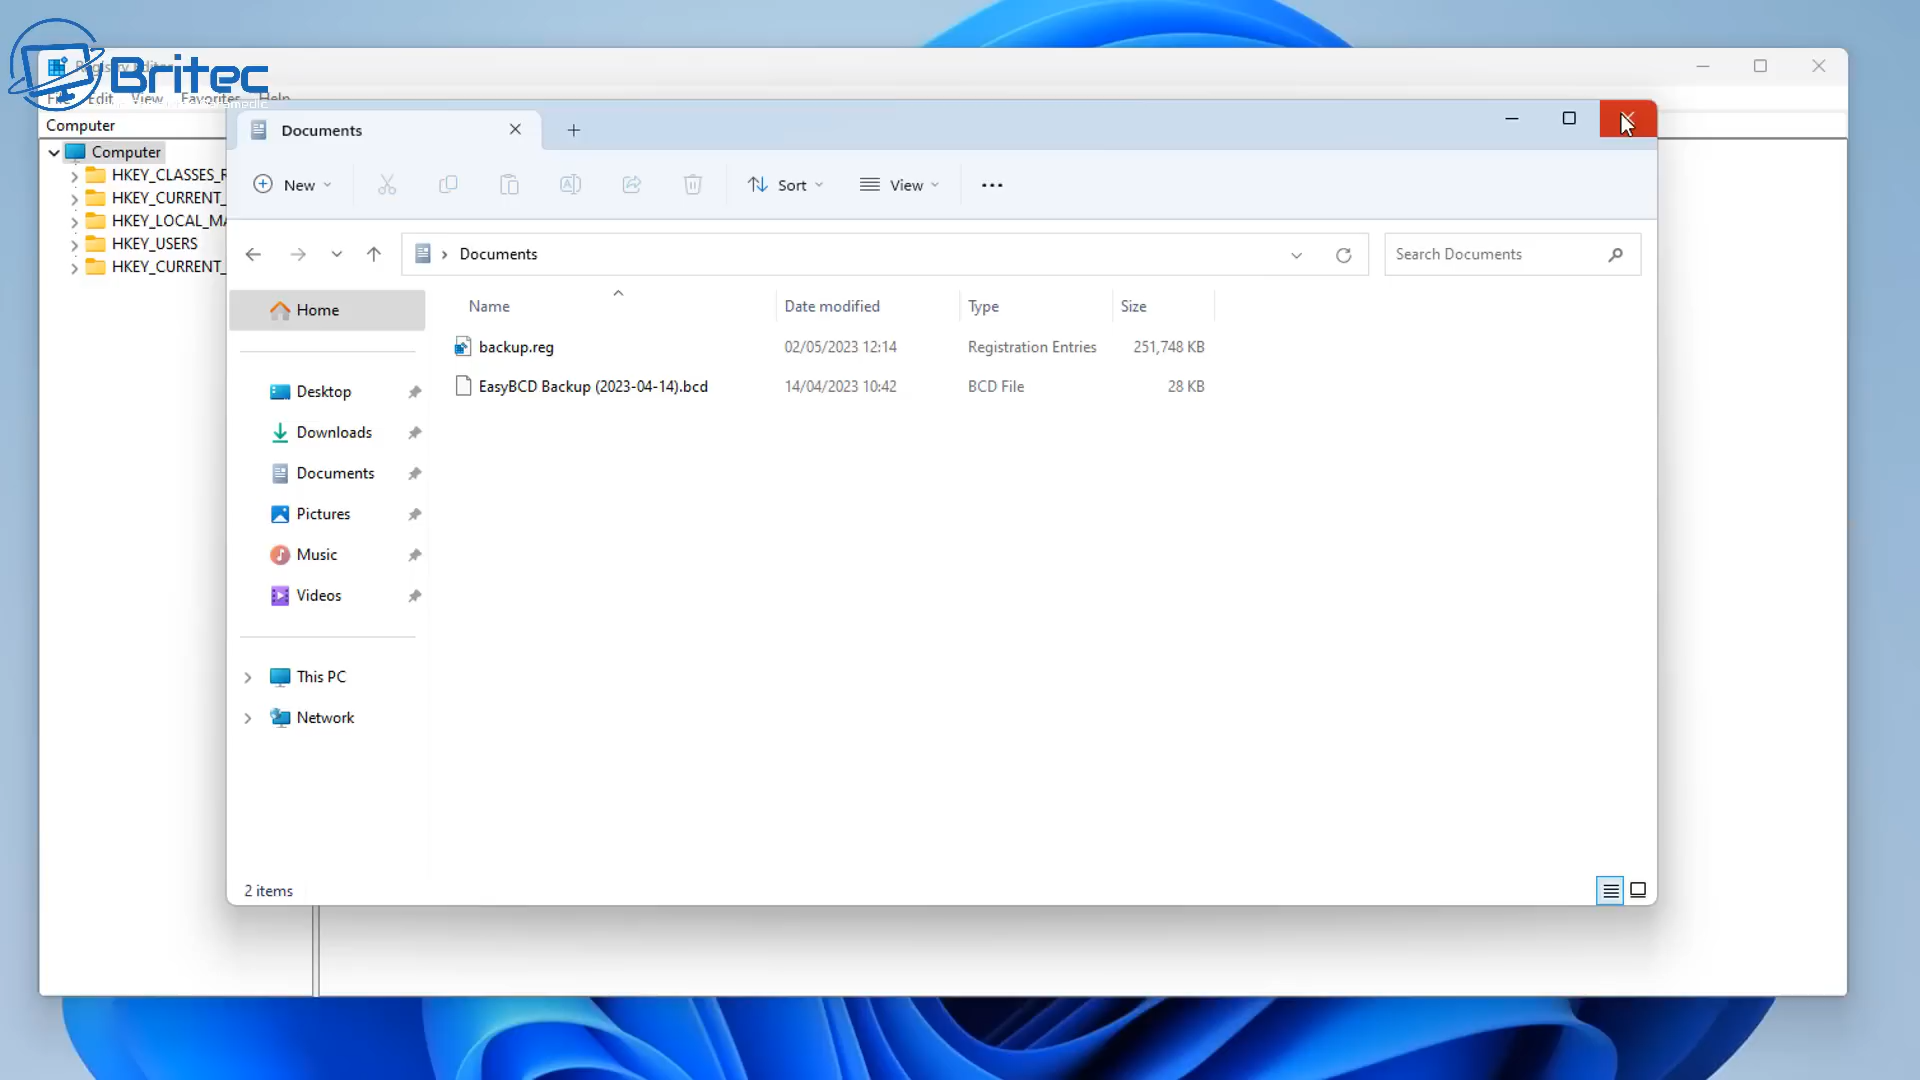 Britec
Edit View Favorites Help
Computer
Computer
HKEY_CLASSES_R
HKEY_CURRENT_
HKEY_LOCAL_MA
HKEY_USERS
HKEY_CURRENT_
Documents
New
Sort
View
Documents
Search Documents
Home
Desktop
Downloads
Documents
Pictures
Music
Videos
This PC
Network
Name Date modified Type Size
backup.reg 02/05/2023 12:14 Registration Entries 251,748 KB
EasyBCD Backup (2023-04-14).bcd 14/04/2023 10:42 BCD File 28 KB
2 items